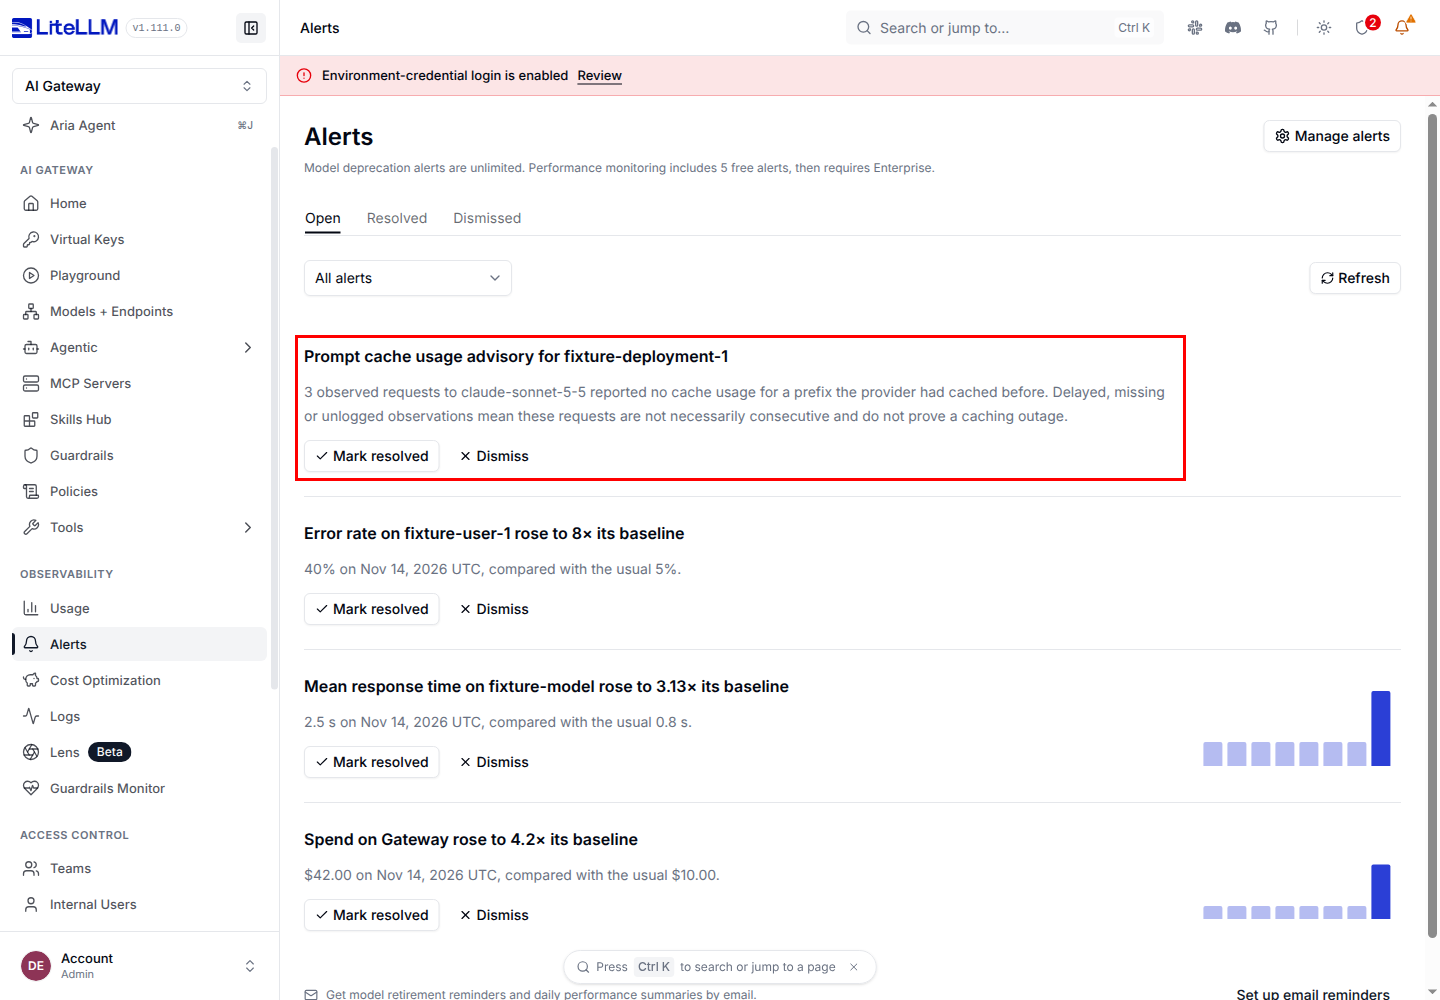 LiteLLM
v1.111.0
Alerts
Search or jump to...
Ctrl K
2
AI Gateway
Environment-credential login is enabled Review
Aria Agent
⌘J
AI GATEWAY
Home
Virtual Keys
Playground
Models + Endpoints
Agentic
MCP Servers
Skills Hub
Guardrails
Policies
Tools
OBSERVABILITY
Usage
Alerts
Cost Optimization
Logs
Lens Beta
Guardrails Monitor
ACCESS CONTROL
Teams
Internal Users
DE
Account
Admin
Alerts
Manage alerts
Model deprecation alerts are unlimited. Performance monitoring includes 5 free alerts, then requires Enterprise.
Open Resolved Dismissed
All alerts
Refresh
Prompt cache usage advisory for fixture-deployment-1
3 observed requests to claude-sonnet-5-5 reported no cache usage for a prefix the provider had cached before. Delayed, missing
or unlogged observations mean these requests are not necessarily consecutive and do not prove a caching outage.
Mark resolved Dismiss
Error rate on fixture-user-1 rose to 8× its baseline
40% on Nov 14, 2026 UTC, compared with the usual 5%.
Mark resolved Dismiss
Mean response time on fixture-model rose to 3.13× its baseline
2.5 s on Nov 14, 2026 UTC, compared with the usual 0.8 s.
Mark resolved Dismiss
Spend on Gateway rose to 4.2× its baseline
$42.00 on Nov 14, 2026 UTC, compared with the usual $10.00.
Mark resolved Dismiss
Press Ctrl K to search or jump to a page
Get model retirement reminders and daily performance summaries by email.
Set up email reminders